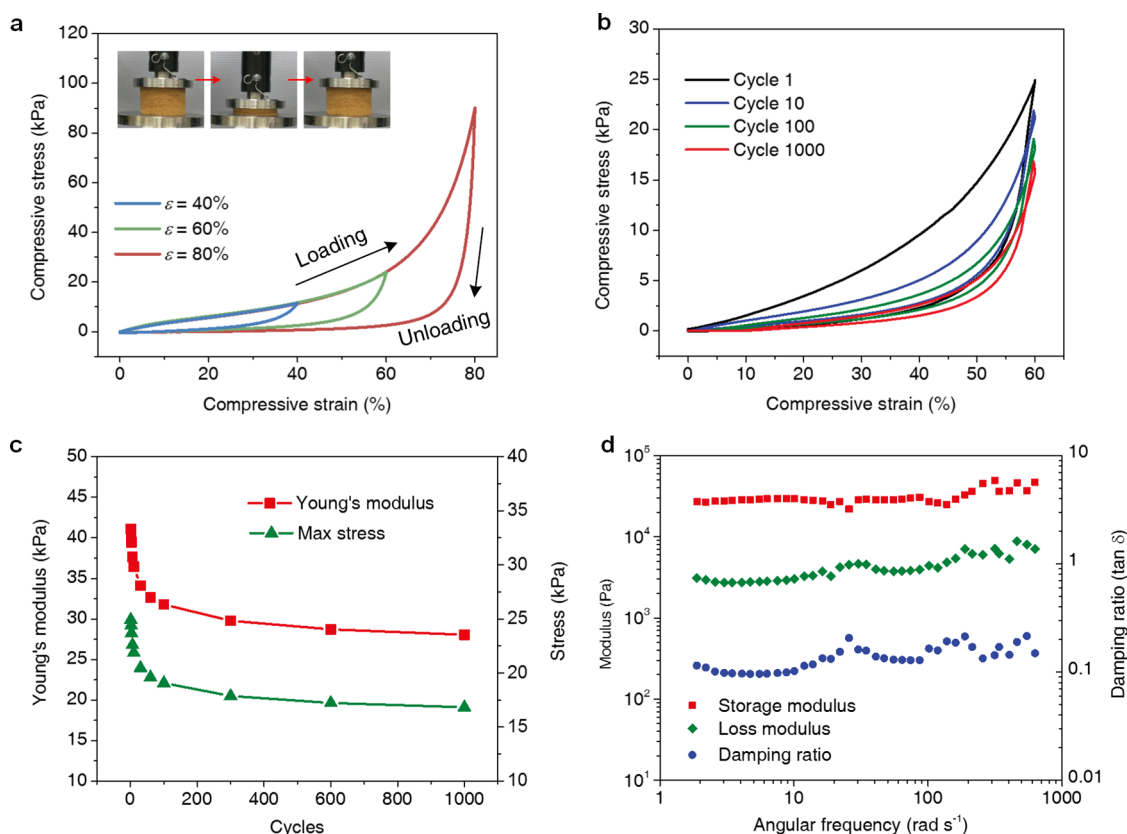 a
120
100
80
60
40
20
0
Compressive stress (kPa)
ε = 40%
ε = 60%
ε = 80%
Loading
Unloading
0 20 40 60 80
Compressive strain (%)
b
30
25
20
15
10
5
0
Compressive stress (kPa)
Cycle 1
Cycle 10
Cycle 100
Cycle 1000
0 10 20 30 40 50 60
Compressive strain (%)
c
50
45
40
35
30
25
20
15
10
Young's modulus (kPa)
Young's modulus
Max stress
40
35
30
25
20
15
10
Stress (kPa)
0 200 400 600 800 1000
Cycles
d
10⁵
10⁴
10³
10²
10¹
Modulus (Pa)
Storage modulus
Loss modulus
Damping ratio
10
1
0.1
0.01
Damping ratio (tan δ)
1 10 100 1000
Angular frequency (rad s⁻¹)